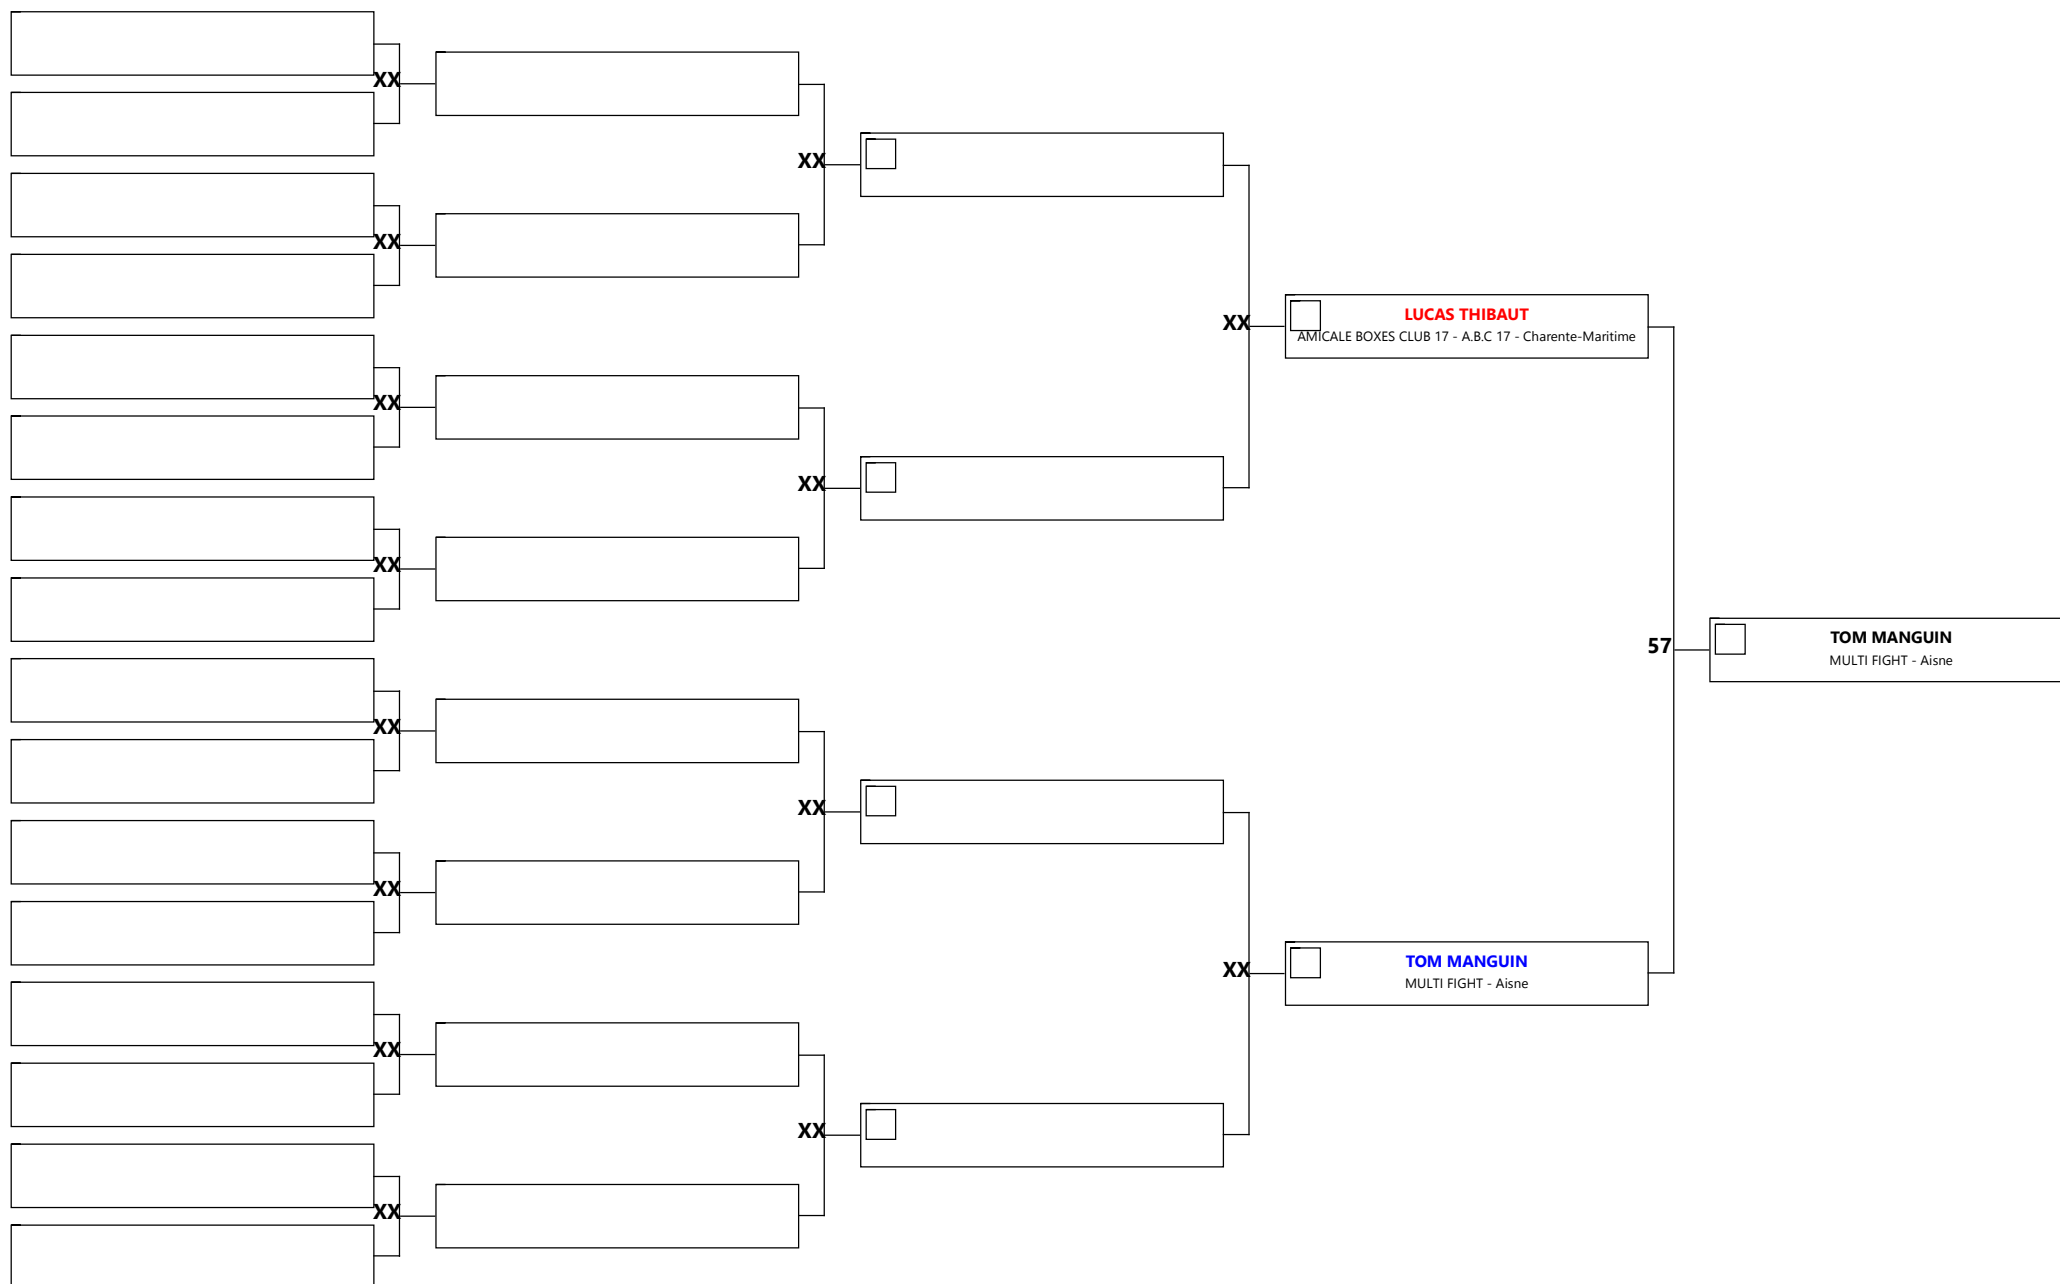 XX
XX
XX
XX
XX
XX
LUCAS THIBAUT
AMICALE BOXES CLUB 17 - A.B.C 17 - Charente-Maritime
XX
XX
57
TOM MANGUIN
MULTI FIGHT - Aisne
XX
XX
XX
XX
TOM MANGUIN
MULTI FIGHT - Aisne
XX
XX
XX